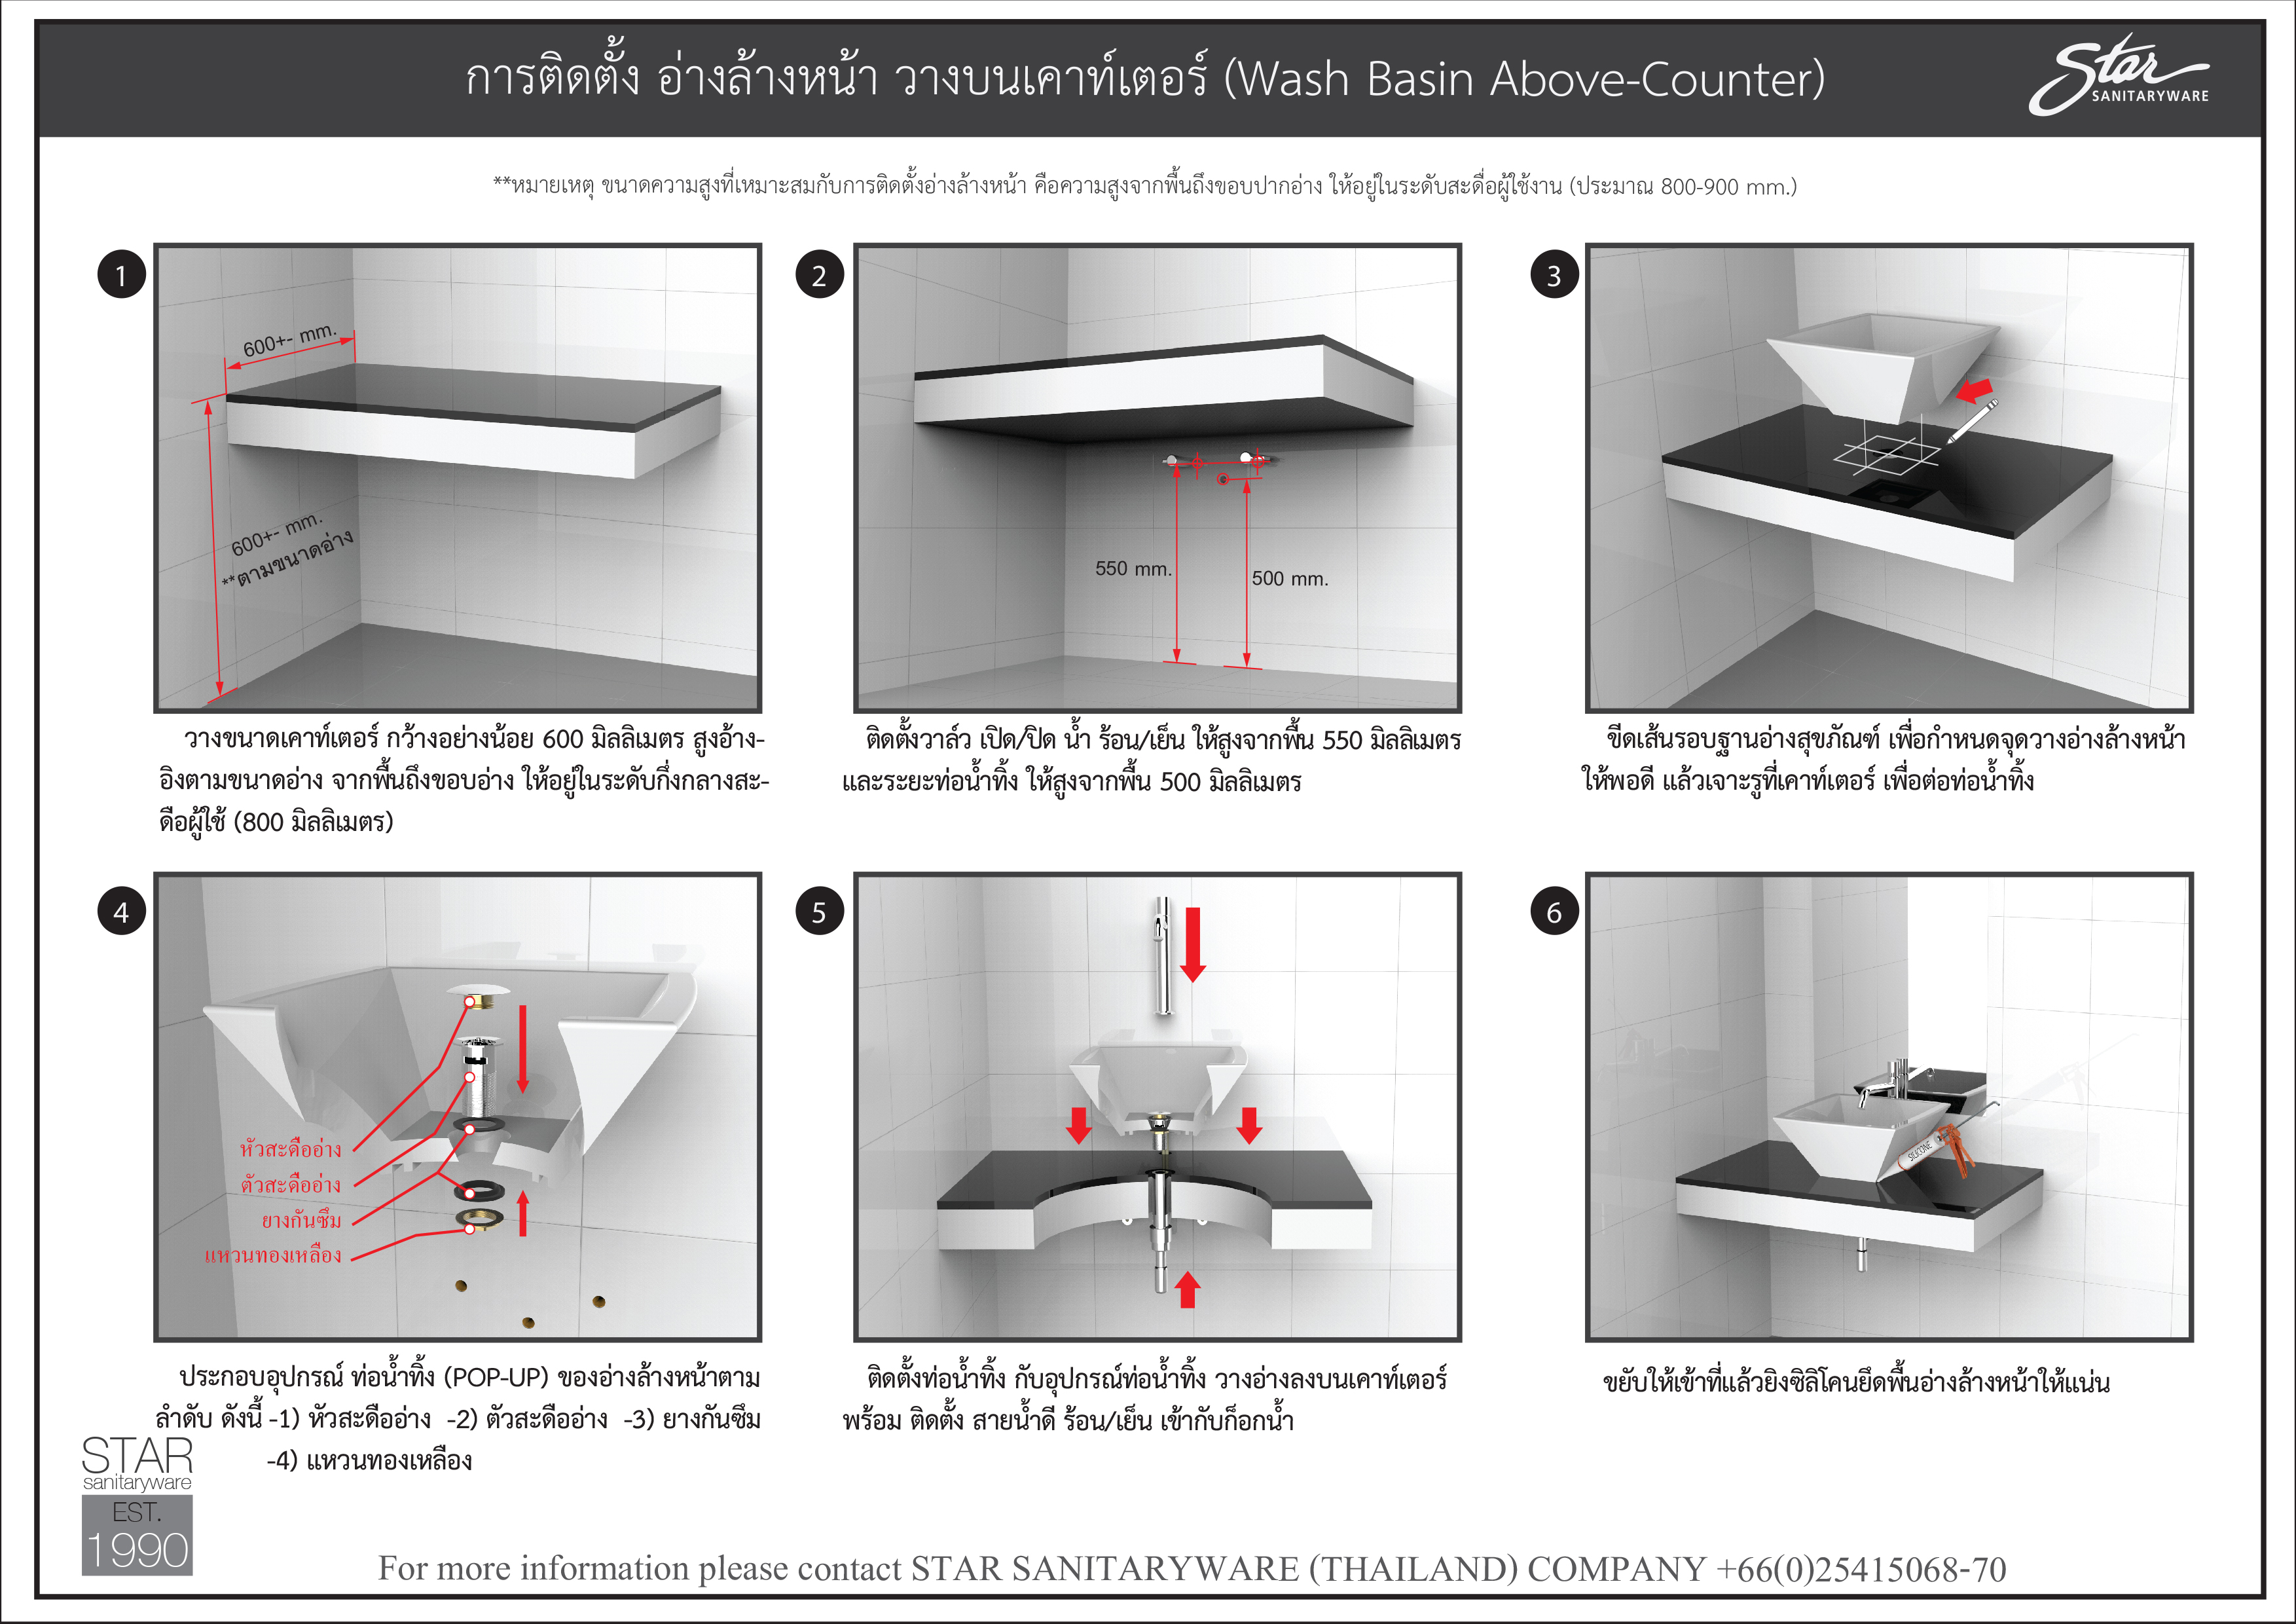 การติดตั้ง อ่างล้างหน้า วางบนเคาท์เตอร์ (Wash Basin Above-Counter)
Star
SANITARYWARE
**หมายเหตุ ขนาดความสูงที่เหมาะสมกับการติดตั้งอ่างล้างหน้า คือความสูงจากพื้นถึงขอบปากอ่าง ให้อยู่ในระดับสะดื่อผู้ใช้งาน (ประมาณ 800-900 mm.)
1
600+- mm.
600+- mm.
**ตามขนาดอ่าง
วางขนาดเคาท์เตอร์ กว้างอย่างน้อย 600 มิลลิเมตร สูงอ้าง-
อิงตามขนาดอ่าง จากพื้นถึงขอบอ่าง ให้อยู่ในระดับกึ่งกลางสะ-
ดือผู้ใช้ (800 มิลลิเมตร)
2
550 mm.
500 mm.
ติดตั้งวาล์ว เปิด/ปิด น้ำ ร้อน/เย็น ให้สูงจากพื้น 550 มิลลิเมตร
และระยะท่อน้ำทิ้ง ให้สูงจากพื้น 500 มิลลิเมตร
3
ขีดเส้นรอบฐานอ่างสุขภัณฑ์ เพื่อกำหนดจุดวางอ่างล้างหน้า
ให้พอดี แล้วเจาะรูที่เคาท์เตอร์ เพื่อต่อท่อน้ำทิ้ง
4
หัวสะดืออ่าง
ตัวสะดืออ่าง
ยางกันซึม
แหวนทองเหลือง
ประกอบอุปกรณ์ ท่อน้ำทิ้ง (POP-UP) ของอ่างล้างหน้าตาม
ลำดับ ดังนี้ -1) หัวสะดืออ่าง -2) ตัวสะดืออ่าง -3) ยางกันซึม
-4) แหวนทองเหลือง
5
ติดตั้งท่อน้ำทิ้ง กับอุปกรณ์ท่อน้ำทิ้ง วางอ่างลงบนเคาท์เตอร์
พร้อม ติดตั้ง สายน้ำดี ร้อน/เย็น เข้ากับก็อกน้ำ
6
SILICONE
ขยับให้เข้าที่แล้วยิงซิลิโคนยึดพื้นอ่างล้างหน้าให้แน่น
STAR
sanitaryware
EST.
1990
For more information please contact STAR SANITARYWARE (THAILAND) COMPANY +66(0)25415068-70